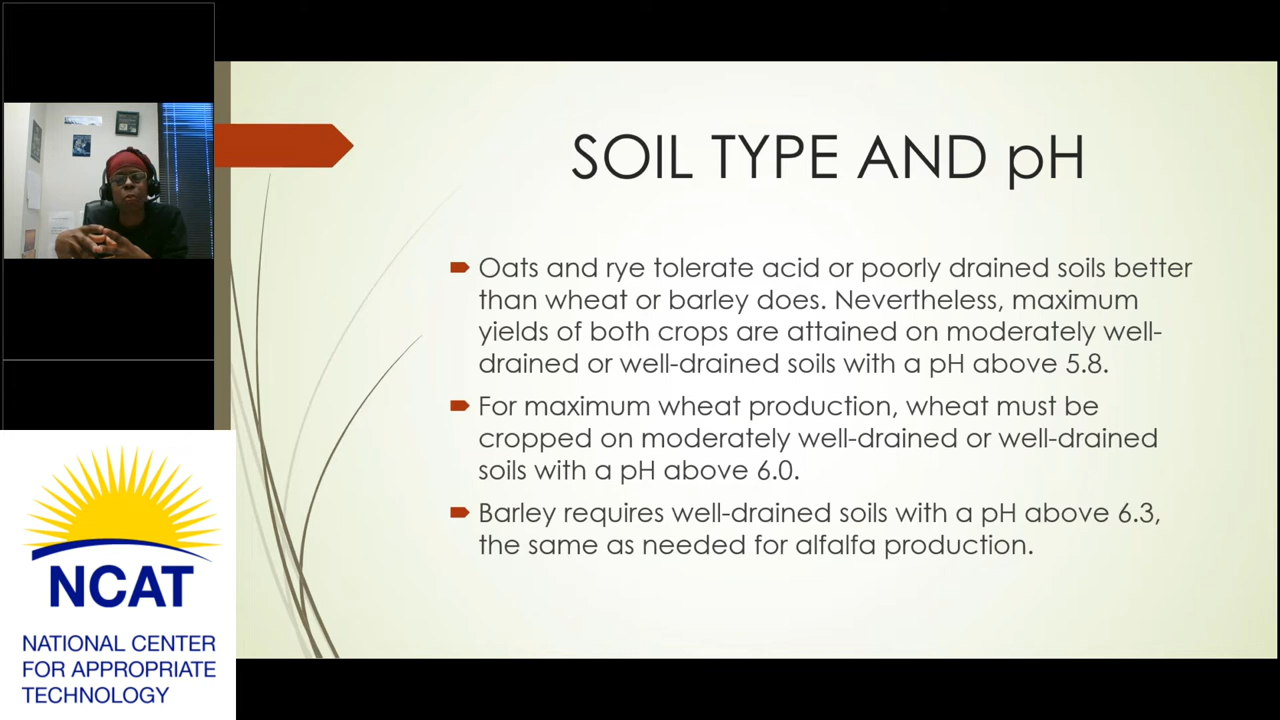 SOIL TYPE AND pH
Oats and rye tolerate acid or poorly drained soils better
than wheat or barley does. Nevertheless, maximum
yields of both crops are attained on moderately well-
drained or well-drained soils with a pH above 5.8.
For maximum wheat production, wheat must be
cropped on moderately well-drained or well-drained
soils with a pH above 6.0.
Barley requires well-drained soils with a pH above 6.3,
the same as needed for alfalfa production.
NCAT
NATIONAL CENTER
FOR APPROPRIATE
TECHNOLOGY